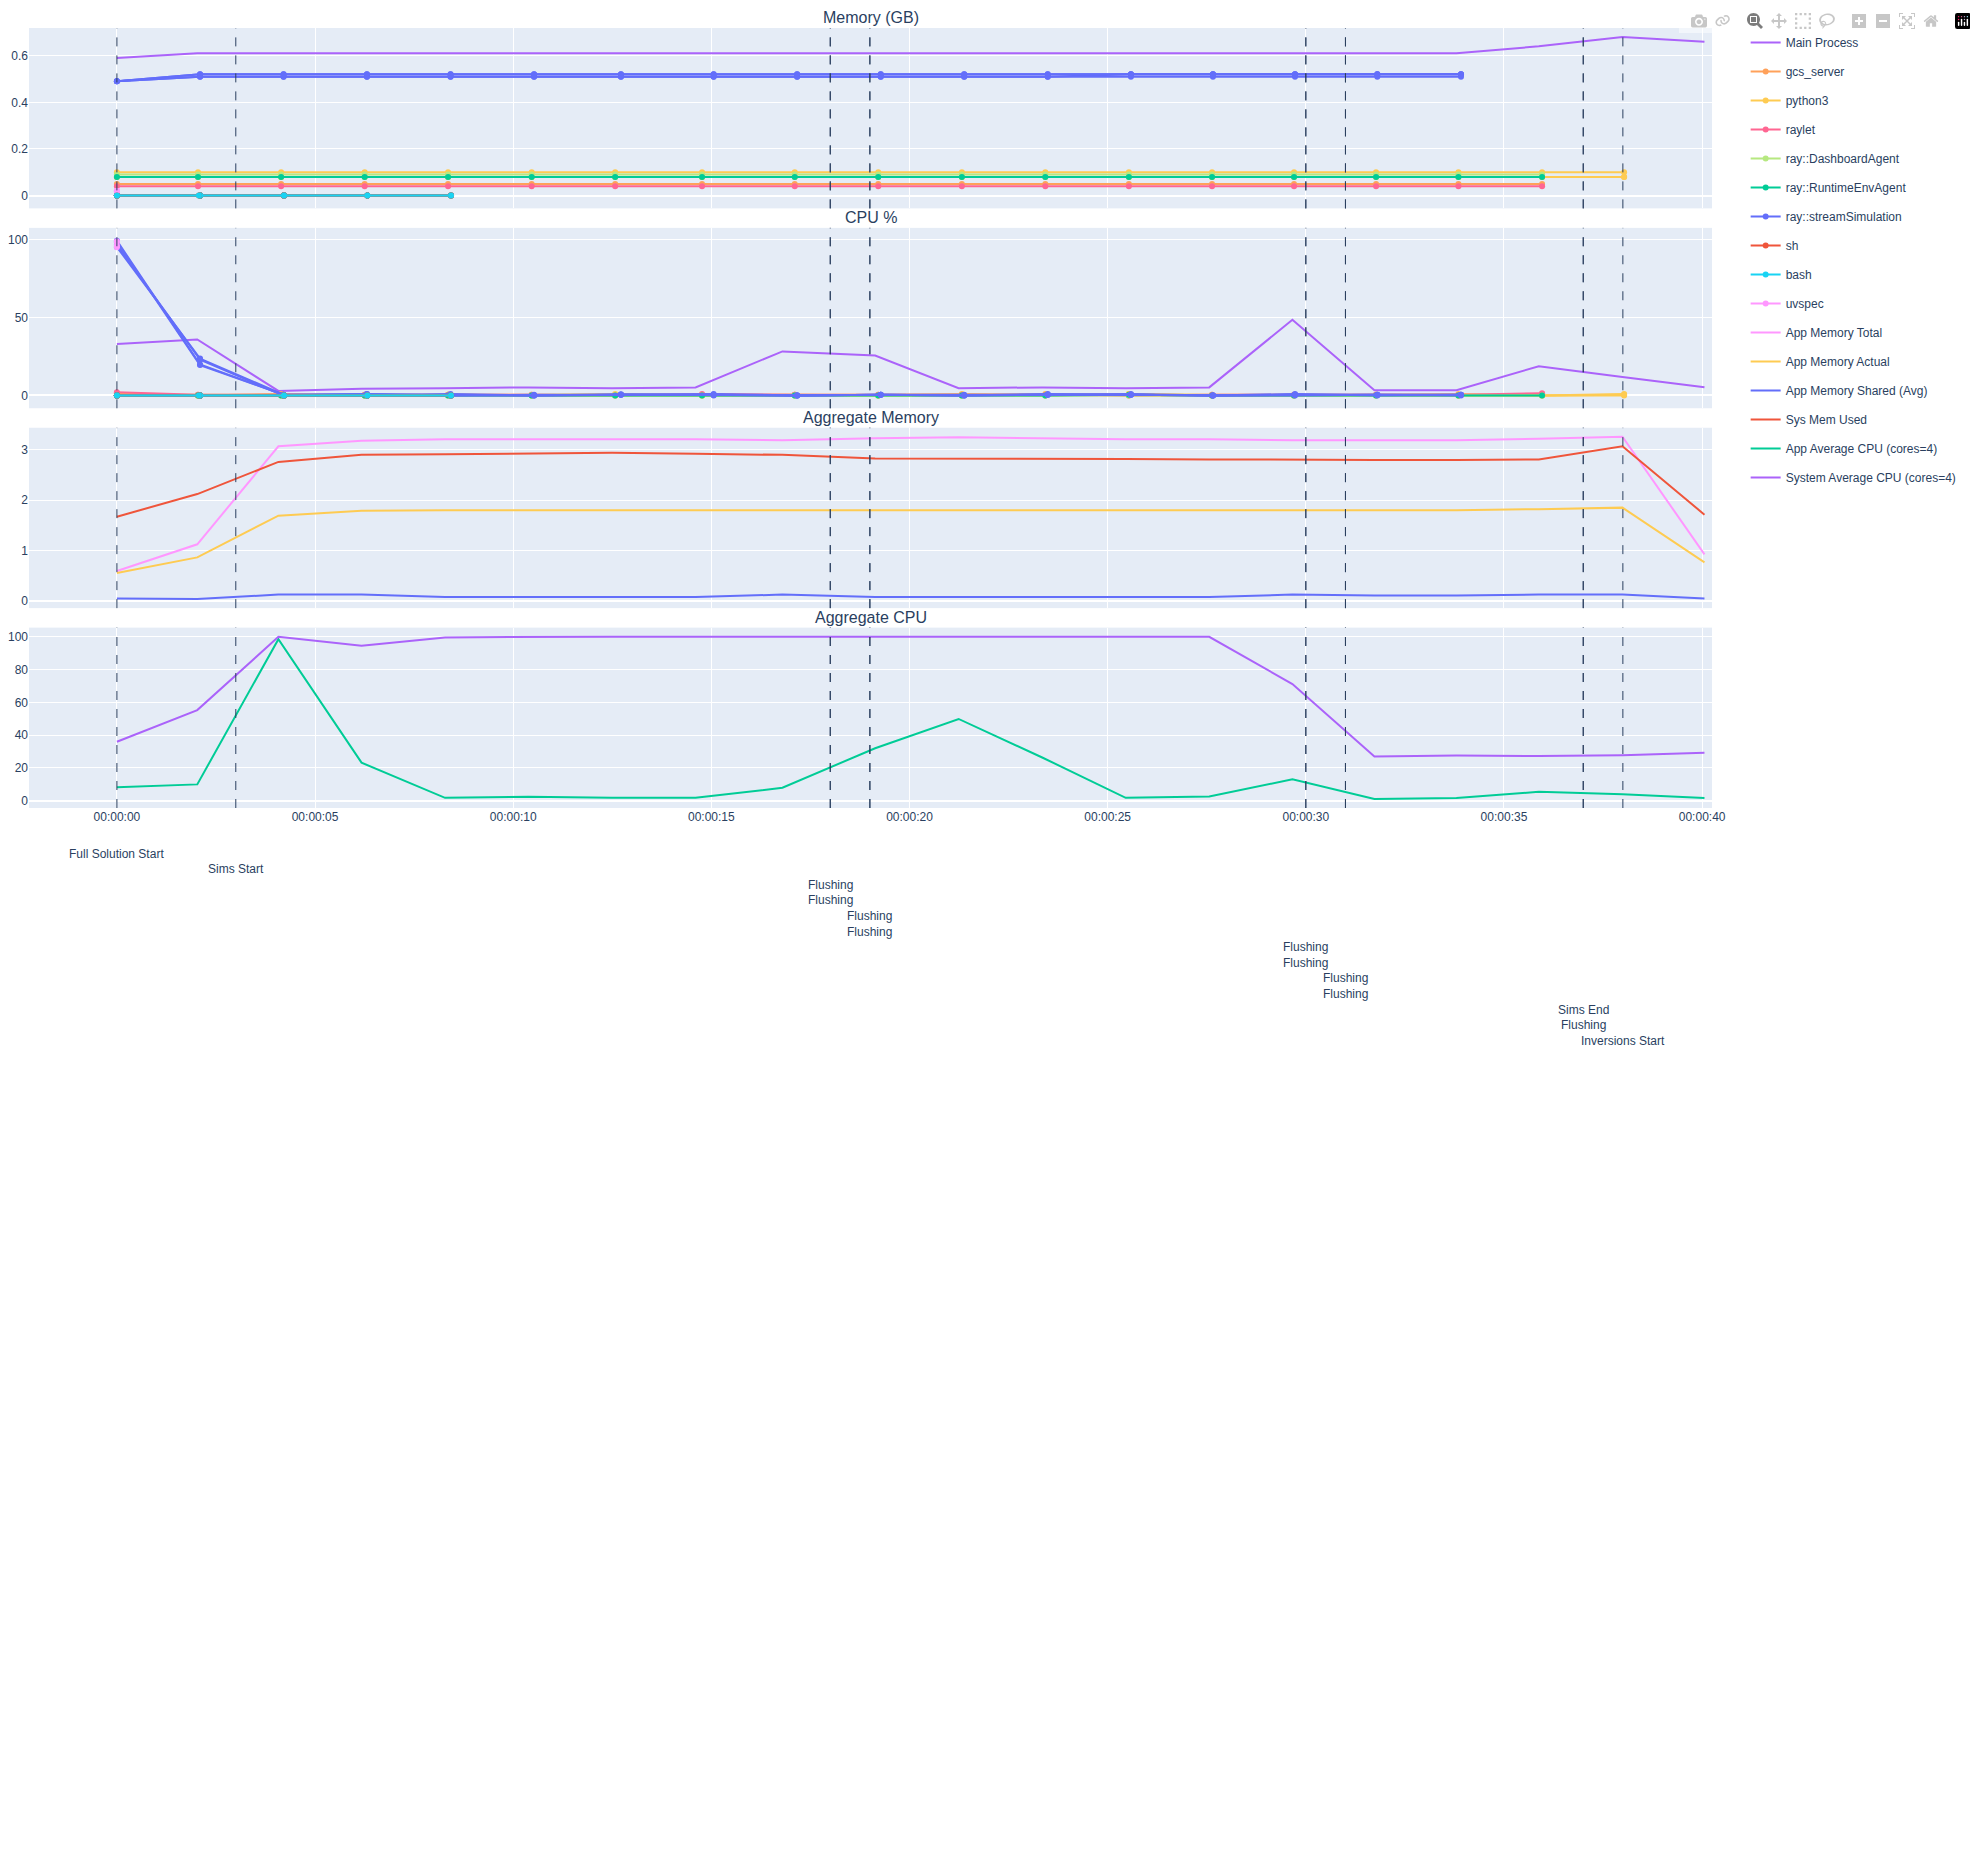 Memory (GB)
0.6
0.4
0.2
0
CPU %
100
50
0
Aggregate Memory
3
2
1
0
Aggregate CPU
100
80
60
40
20
0
00:00:00 00:00:05 00:00:10 00:00:15 00:00:20 00:00:25 00:00:30 00:00:35 00:00:40
Full Solution Start
Sims Start
Flushing
Flushing
Flushing
Flushing
Flushing
Flushing
Flushing
Flushing
Sims End
Flushing
Inversions Start
Main Process
gcs_server
python3
raylet
ray::DashboardAgent
ray::RuntimeEnvAgent
ray::streamSimulation
sh
bash
uvspec
App Memory Total
App Memory Actual
App Memory Shared (Avg)
Sys Mem Used
App Average CPU (cores=4)
System Average CPU (cores=4)